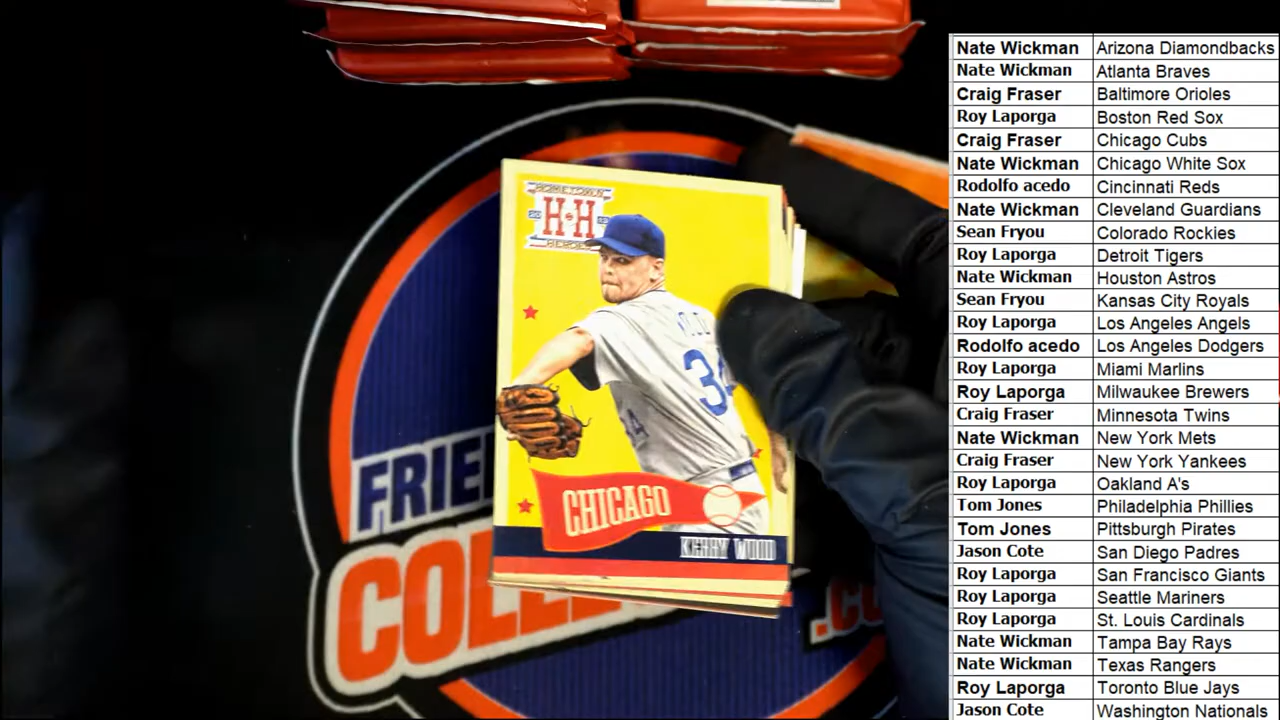 HOMETOWN
H H
20 13
HEROES
34
CHICAGO
KERRY WOOD
FRIE
COLLE
.CO
Nate Wickman Arizona Diamondbacks
Nate Wickman Atlanta Braves
Craig Fraser Baltimore Orioles
Roy Laporga Boston Red Sox
Craig Fraser Chicago Cubs
Nate Wickman Chicago White Sox
Rodolfo acedo Cincinnati Reds
Nate Wickman Cleveland Guardians
Sean Fryou Colorado Rockies
Roy Laporga Detroit Tigers
Nate Wickman Houston Astros
Sean Fryou Kansas City Royals
Roy Laporga Los Angeles Angels
Rodolfo acedo Los Angeles Dodgers
Roy Laporga Miami Marlins
Roy Laporga Milwaukee Brewers
Craig Fraser Minnesota Twins
Nate Wickman New York Mets
Craig Fraser New York Yankees
Roy Laporga Oakland A's
Tom Jones Philadelphia Phillies
Tom Jones Pittsburgh Pirates
Jason Cote San Diego Padres
Roy Laporga San Francisco Giants
Roy Laporga Seattle Mariners
Roy Laporga St. Louis Cardinals
Nate Wickman Tampa Bay Rays
Nate Wickman Texas Rangers
Roy Laporga Toronto Blue Jays
Jason Cote Washington Nationals